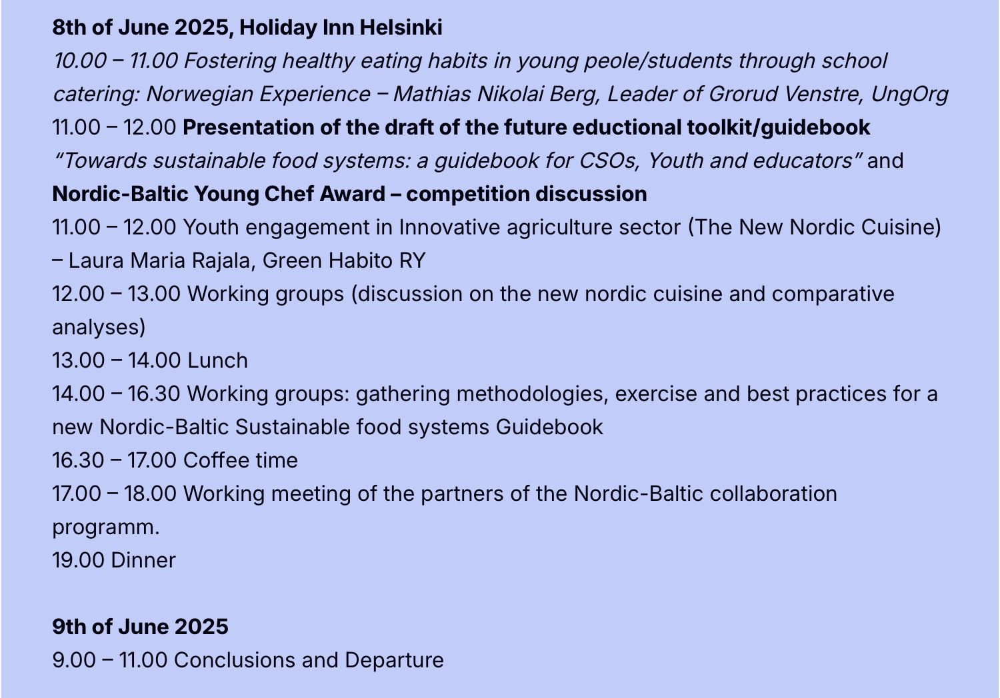 8th of June 2025, Holiday Inn Helsinki
10.00 – 11.00 Fostering healthy eating habits in young peole/students through school
catering: Norwegian Experience – Mathias Nikolai Berg, Leader of Grorud Venstre, UngOrg
11.00 – 12.00 Presentation of the draft of the future eductional toolkit/guidebook
“Towards sustainable food systems: a guidebook for CSOs, Youth and educators” and
Nordic-Baltic Young Chef Award – competition discussion
11.00 – 12.00 Youth engagement in Innovative agriculture sector (The New Nordic Cuisine)
– Laura Maria Rajala, Green Habito RY
12.00 – 13.00 Working groups (discussion on the new nordic cuisine and comparative
analyses)
13.00 – 14.00 Lunch
14.00 – 16.30 Working groups: gathering methodologies, exercise and best practices for a
new Nordic-Baltic Sustainable food systems Guidebook
16.30 – 17.00 Coffee time
17.00 – 18.00 Working meeting of the partners of the Nordic-Baltic collaboration
programm.
19.00 Dinner
9th of June 2025
9.00 – 11.00 Conclusions and Departure